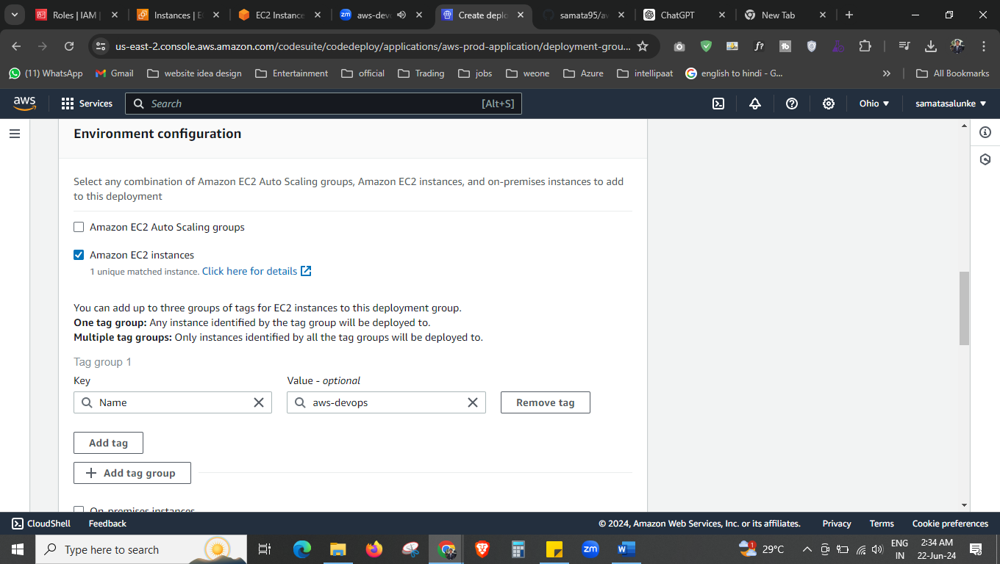 Roles | IAM |
Instances | E
EC2 Instance
zm
aws-dev
Create deplo
samata95/aw
ChatGPT
New Tab
us-east-2.console.aws.amazon.com/codesuite/codedeploy/applications/aws-prod-application/deployment-grou...
(11) WhatsApp
Gmail
website idea design
Entertainment
official
Trading
jobs
weone
Azure
intellipaat
english to hindi - G...
»
All Bookmarks
aws
Services
Search
[Alt+S]
Ohio
samatasalunke
Environment configuration
Select any combination of Amazon EC2 Auto Scaling groups, Amazon EC2 instances, and on-premises instances to add
to this deployment
Amazon EC2 Auto Scaling groups
Amazon EC2 instances
1 unique matched instance. Click here for details
You can add up to three groups of tags for EC2 instances to this deployment group.
One tag group: Any instance identified by the tag group will be deployed to.
Multiple tag groups: Only instances identified by all the tag groups will be deployed to.
Tag group 1
Key
Value - optional
Name
aws-devops
Remove tag
Add tag
Add tag group
On-premises instances
CloudShell
Feedback
© 2024, Amazon Web Services, Inc. or its affiliates.
Privacy
Terms
Cookie preferences
Type here to search
zm
29°C
ENG
IN
2:34 AM
22-Jun-24